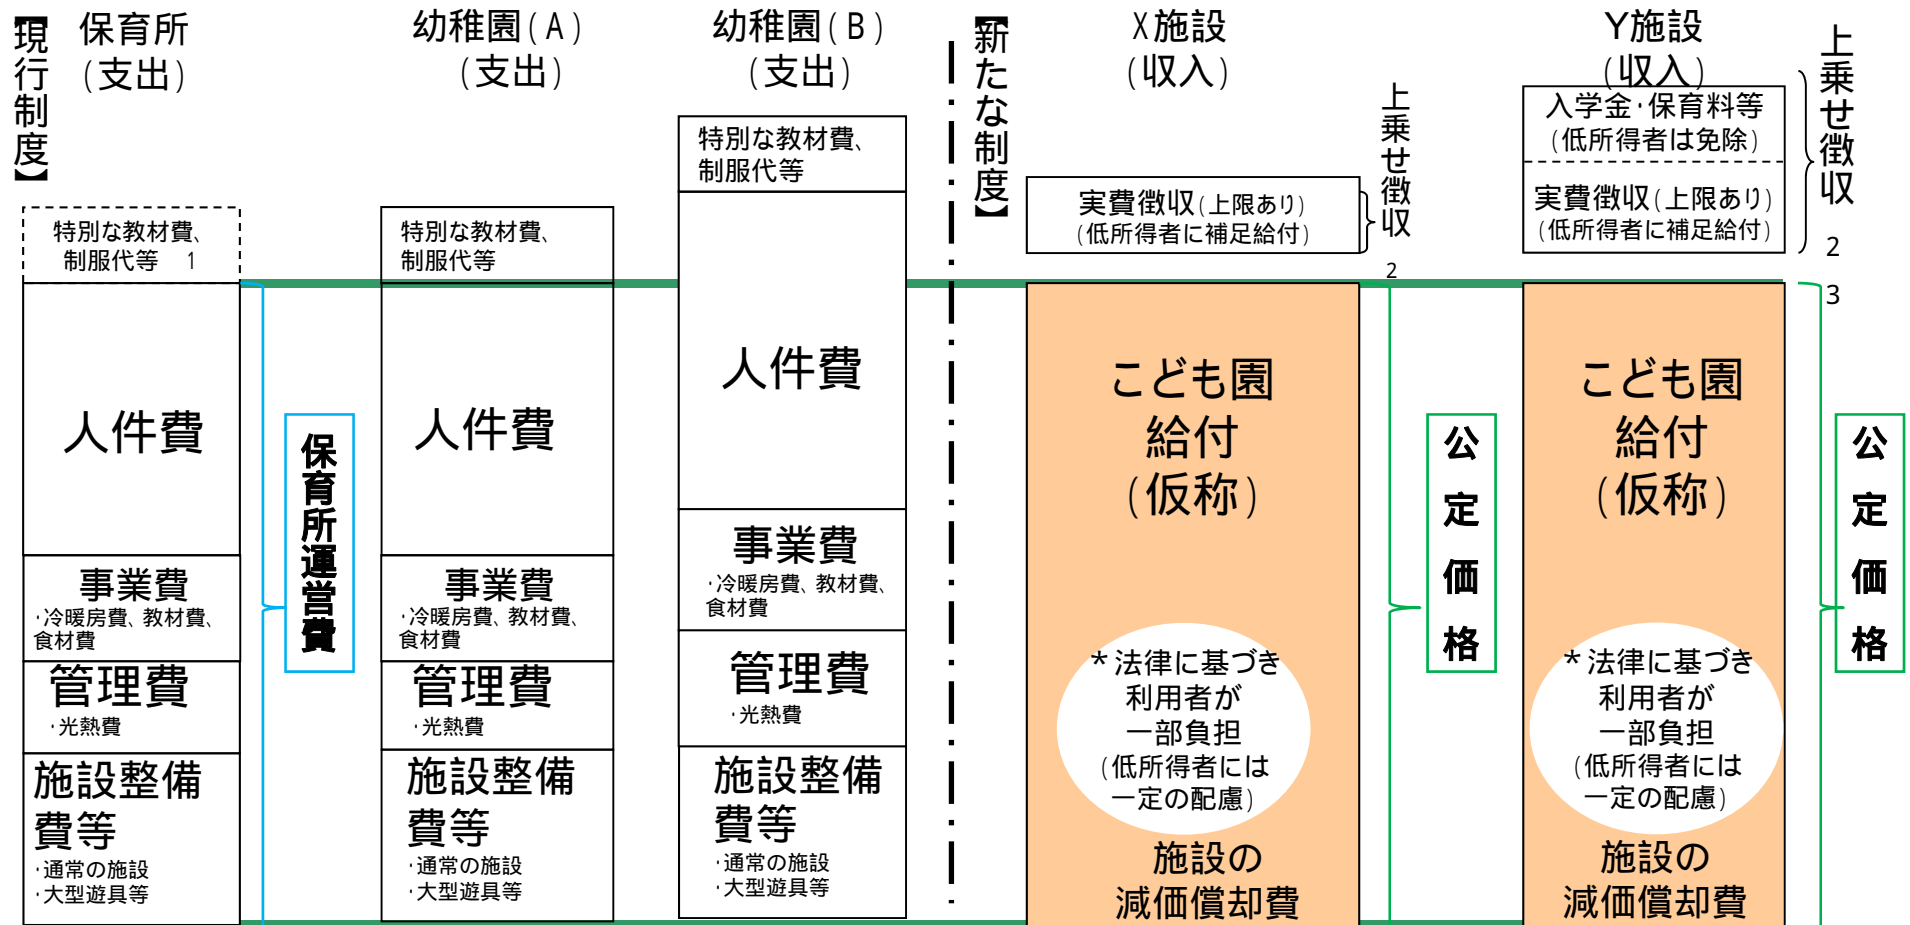 【現行制度】
保育所
(支出)
特別な教材費、
制服代等 1
人件費
事業費
・冷暖房費、教材費、
食材費
管理費
・光熱費
施設整備
費等
・通常の施設
・大型遊具等
保育所運営費
幼稚園(A)
(支出)
特別な教材費、
制服代等
人件費
事業費
・冷暖房費、教材費、
食材費
管理費
・光熱費
施設整備
費等
・通常の施設
・大型遊具等
幼稚園(B)
(支出)
特別な教材費、
制服代等
人件費
事業費
・冷暖房費、教材費、
食材費
管理費
・光熱費
施設整備
費等
・通常の施設
・大型遊具等
【新たな制度】
X施設
(収入)
実費徴収(上限あり)
(低所得者に補足給付)
上乗せ徴収
2
こども園
給付
(仮称)
*法律に基づき
利用者が
一部負担
(低所得者には
一定の配慮)
施設の
減価償却費
公定価格
Y施設
(収入)
入学金・保育料等
(低所得者は免除)
実費徴収(上限あり)
(低所得者に補足給付)
上乗せ徴収
2
3
こども園
給付
(仮称)
*法律に基づき
利用者が
一部負担
(低所得者には
一定の配慮)
施設の
減価償却費
公定価格